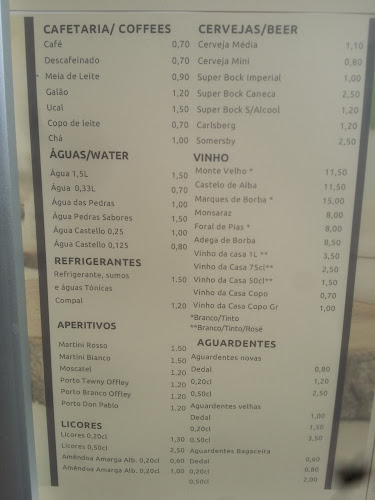 CAFETARIA/ COFFEES
Café 0,70
Descafeinado 0,70
Meia de Leite 0,90
Galão 1,20
Ucal 1,50
Copo de leite 0,70
Chá 1,00
ÁGUAS/WATER
Água 1,5L 1,50
Água 0,33L 0,70
Água das Pedras 1,00
Água Pedras Sabores 1,50
Água Castello 0,25 1,00
Água Castello 0,125 0,80
REFRIGERANTES
Refrigerante, sumos
e águas Tónicas 1.50
Compal 1,20
APERITIVOS
Martini Rosso 1.50
Martini Bianco 1.50
Moscatel 1.20
Porto Tawny Offley 1.20
Porto Branco Offley 1.20
Porto Don Pablo 1.20
LICORES
Licores 0,20cl 1,30
Licores 0,50cl 2,50
Amêndoa Amarga Alb. 0,20cl 0,60
Amêndoa Amarga Alb. 0,20cl 1,00
CERVEJAS/BEER
Cerveja Média 1,10
Cerveja Mini 0,80
Super Bock Imperial 1,00
Super Bock Caneca 2,50
Super Bock S/Alcool 1,20
Carlsberg 1,20
Somersby 2,50
VINHO
Monte Velho * 11,50
Castelo de Alba 11,50
Marques de Borba * 15,00
Monsaraz 8,00
Foral de Pias * 8,00
Adega de Borba 8,50
Vinho da casa 1L ** 3,50
Vinho da Casa 75cl** 2,50
Vinho da Casa 50cl** 1,50
Vinho da Casa Copo 0,70
Vinho da Casa Copo Gr 1,00
*Branco/Tinto
**Branco/Tinto/Rosé
AGUARDENTES
Aguardentes novas
Dedal 0,80
0,20cl 1,20
0,50cl 2,50
Aguardentes velhas
Dedal 1,00
0,20cl 1,50
0,50cl 3,50
Aguardentes Bagaceira
Dedal 0,60
0,20cl 0,80
0,50cl 2,00